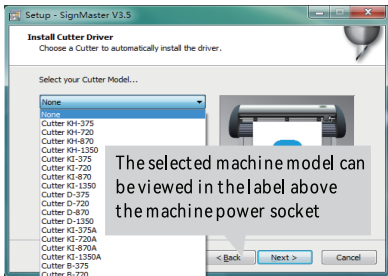 Setup - SignMaster V3.5
Install Cutter Driver
Choose a Cutter to automatically install the driver.
Select your Cutter Model...
None
None
Cutter KH-375
Cutter KH-720
Cutter KH-870
Cutter KH-1350
Cutter KI-375
Cutter KI-720
Cutter KI-870
Cutter KI-1350
Cutter D-375
Cutter D-720
Cutter D-870
Cutter D-1350
Cutter KI-375A
Cutter KI-720A
Cutter KI-870A
Cutter KI-1350A
Cutter B-375
Cutter B-720
The selected machine model can
be viewed in the label above
the machine power socket
< Back
Next >
Cancel